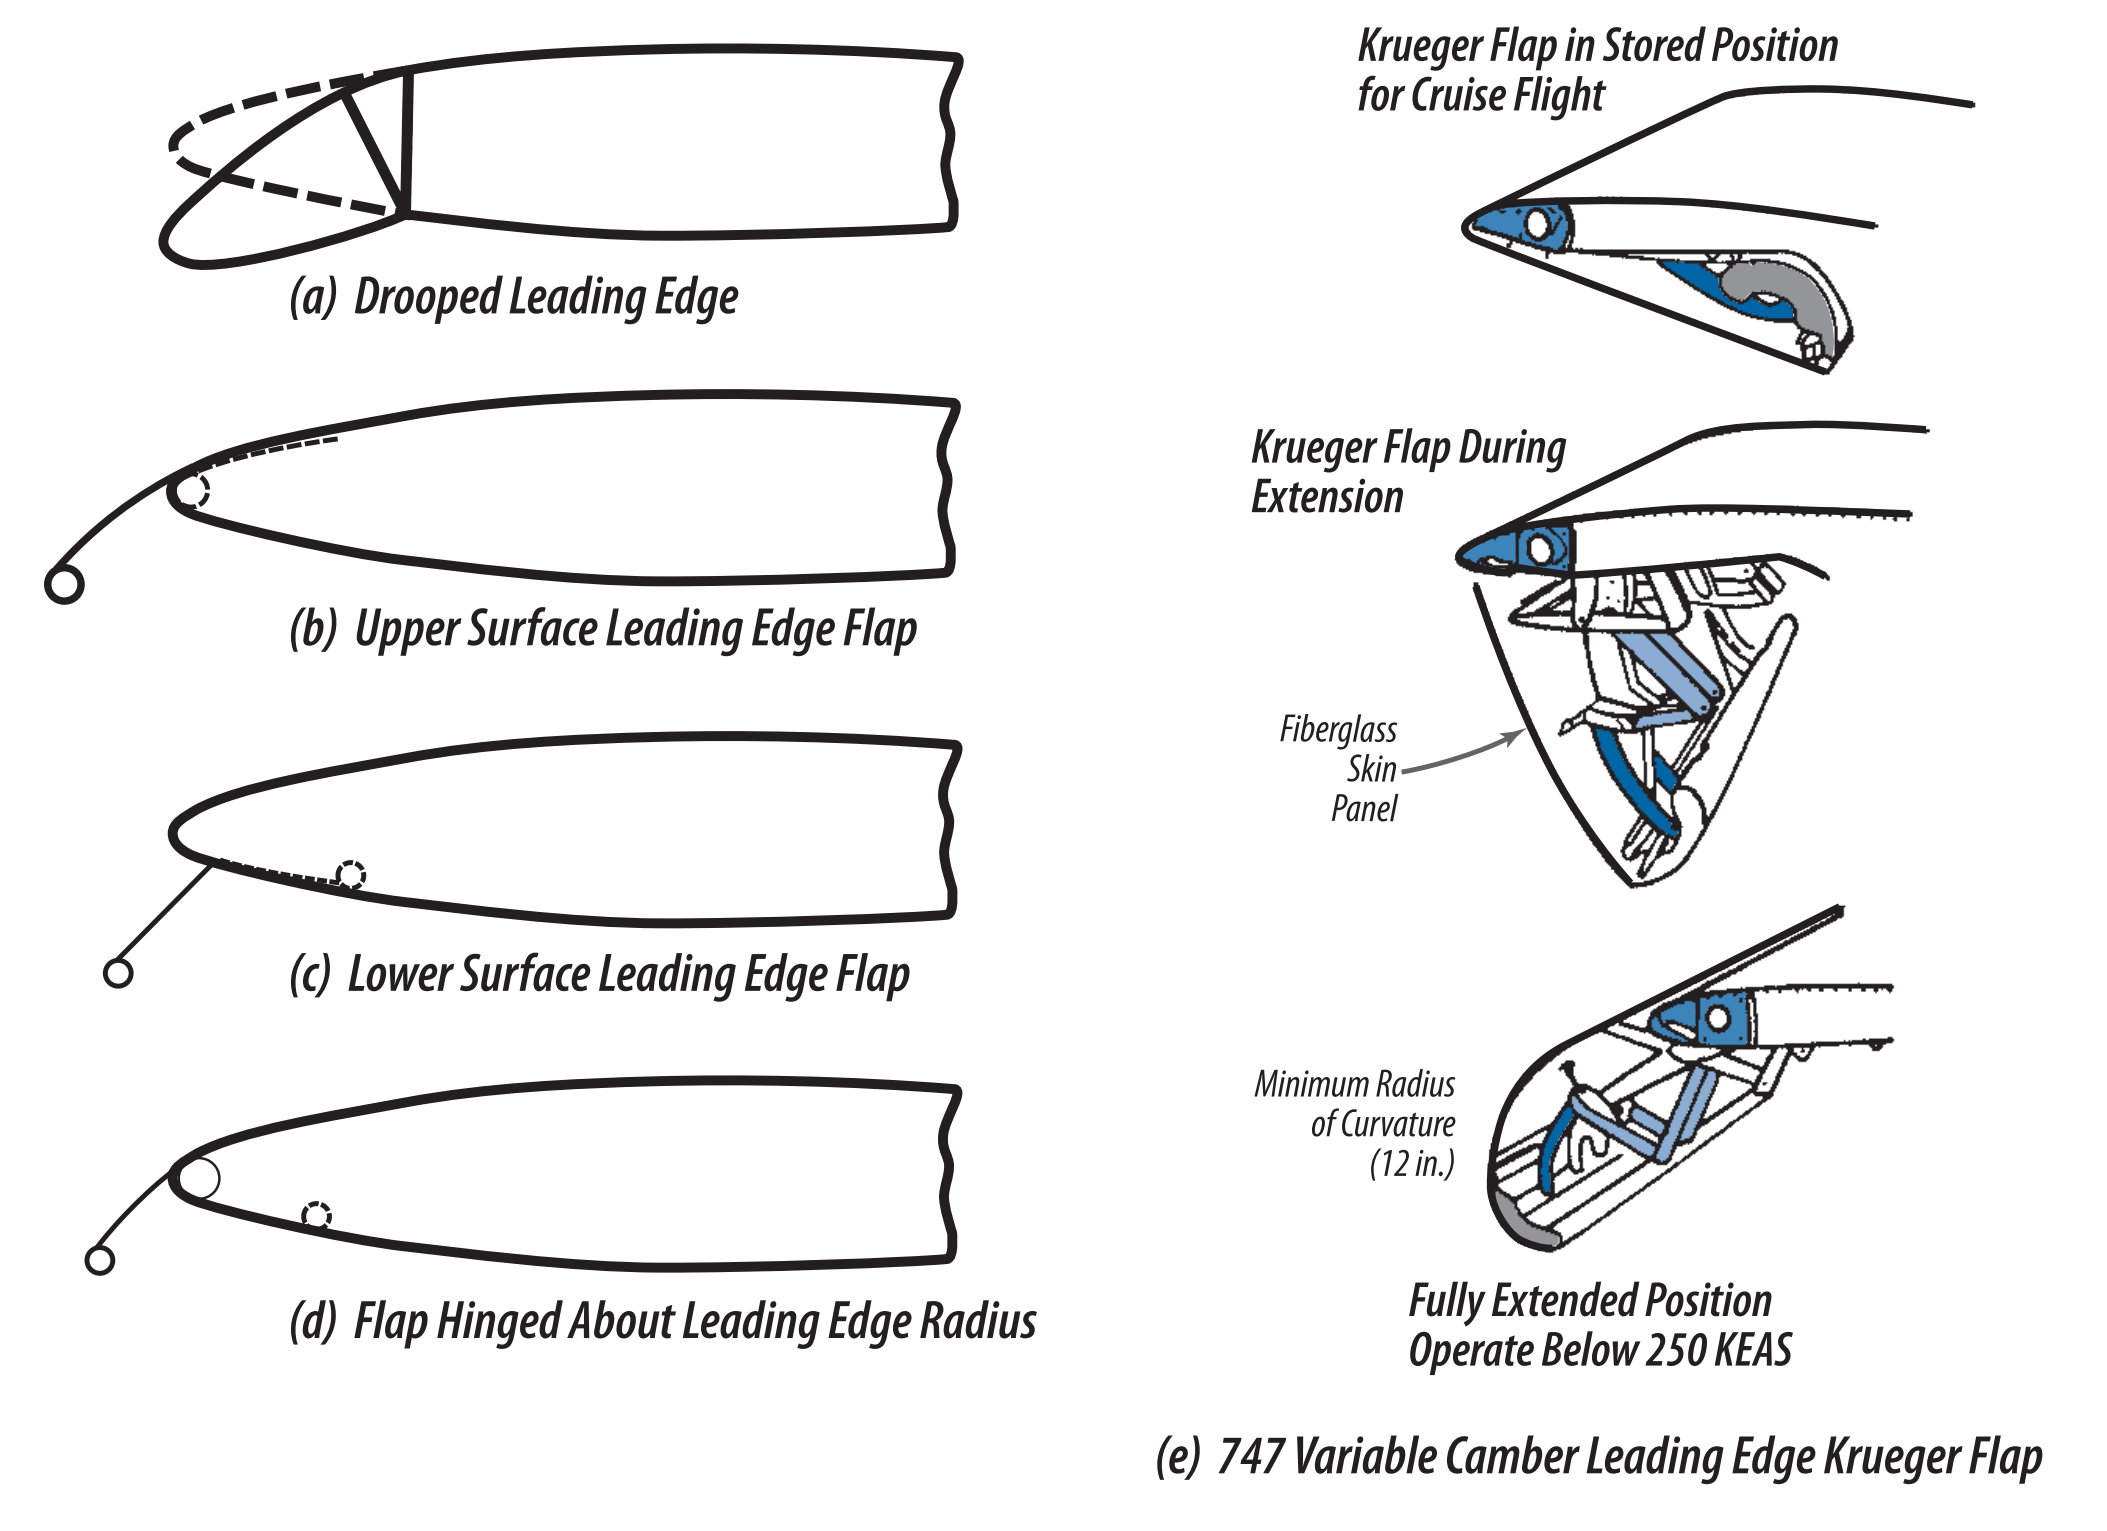 (a) Drooped Leading Edge
(b) Upper Surface Leading Edge Flap
(c) Lower Surface Leading Edge Flap
(d) Flap Hinged About Leading Edge Radius
Krueger Flap in Stored Position
for Cruise Flight
Krueger Flap During
Extension
Fiberglass
Skin
Panel
Minimum Radius
of Curvature
(12 in.)
Fully Extended Position
Operate Below 250 KEAS
(e) 747 Variable Camber Leading Edge Krueger Flap